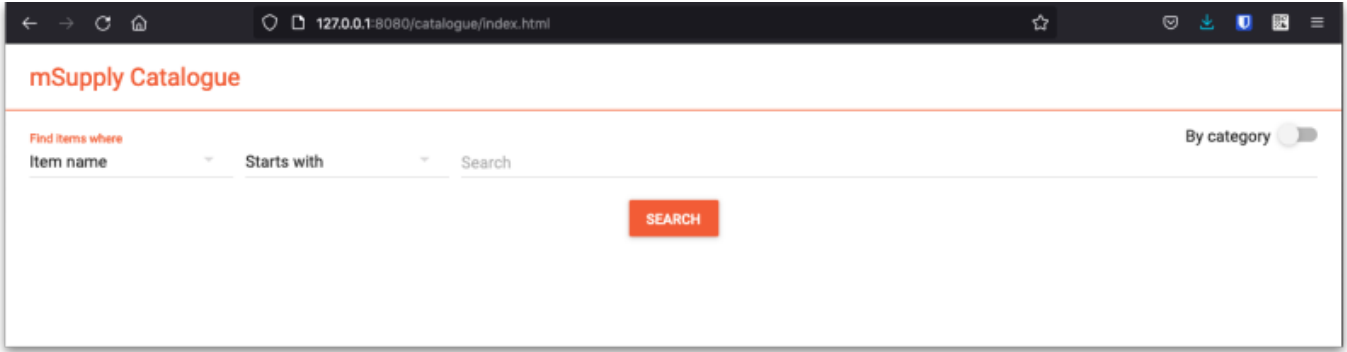 127.0.0.1:8080/catalogue/index.html
mSupply Catalogue
Find items where
By category
Item name
Starts with
Search
SEARCH